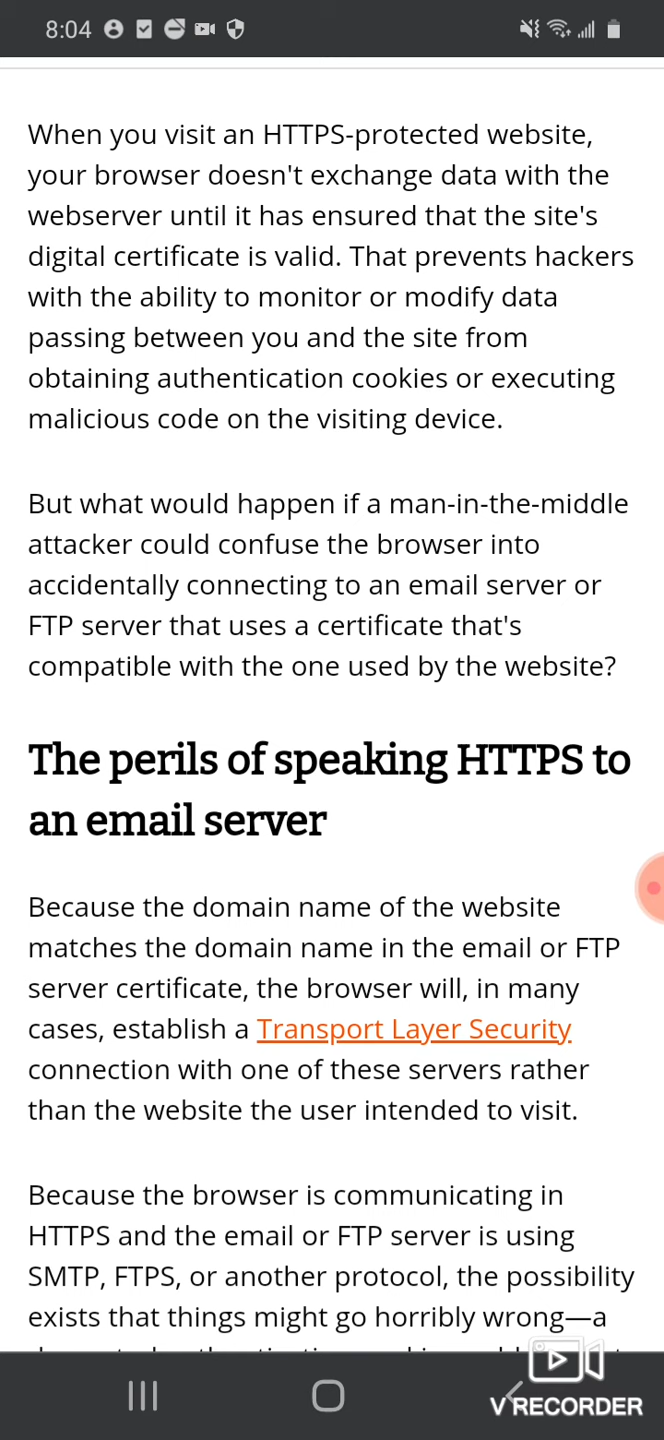 8:04
When you visit an HTTPS-protected website,
your browser doesn't exchange data with the
webserver until it has ensured that the site's
digital certificate is valid. That prevents hackers
with the ability to monitor or modify data
passing between you and the site from
obtaining authentication cookies or executing
malicious code on the visiting device.
But what would happen if a man-in-the-middle
attacker could confuse the browser into
accidentally connecting to an email server or
FTP server that uses a certificate that's
compatible with the one used by the website?
The perils of speaking HTTPS to
an email server
Because the domain name of the website
matches the domain name in the email or FTP
server certificate, the browser will, in many
cases, establish a Transport Layer Security
connection with one of these servers rather
than the website the user intended to visit.
Because the browser is communicating in
HTTPS and the email or FTP server is using
SMTP, FTPS, or another protocol, the possibility
exists that things might go horribly wrong—a
V RECORDER